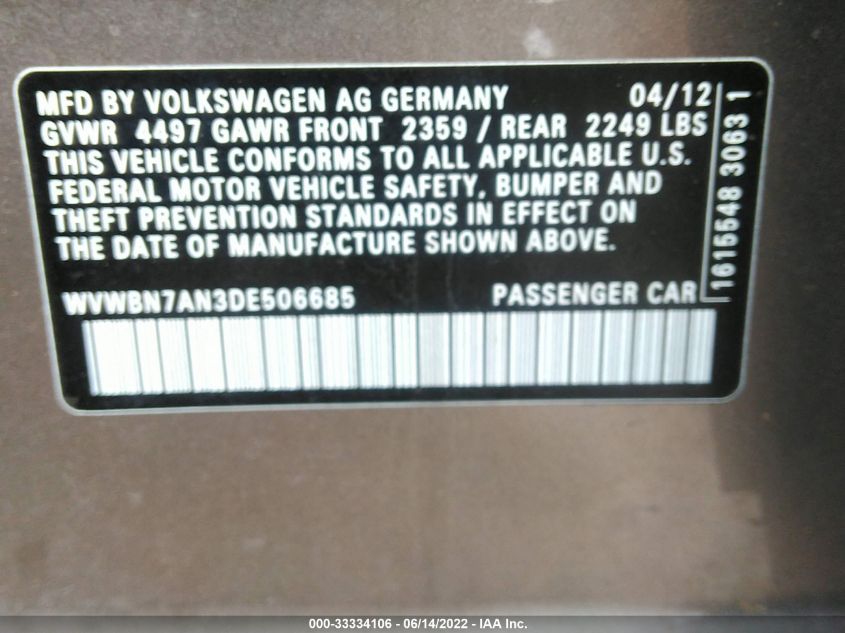 MFD BY VOLKSWAGEN AG GERMANY 04/12
GVWR 4497 GAWR FRONT 2359 / REAR 2249 LBS
THIS VEHICLE CONFORMS TO ALL APPLICABLE U.S.
FEDERAL MOTOR VEHICLE SAFETY, BUMPER AND
THEFT PREVENTION STANDARDS IN EFFECT ON
THE DATE OF MANUFACTURE SHOWN ABOVE.
WVWBN7AN3DE506685 PASSENGER CAR
1615548 3063 1
000-33334106 - 06/14/2022 - IAA Inc.